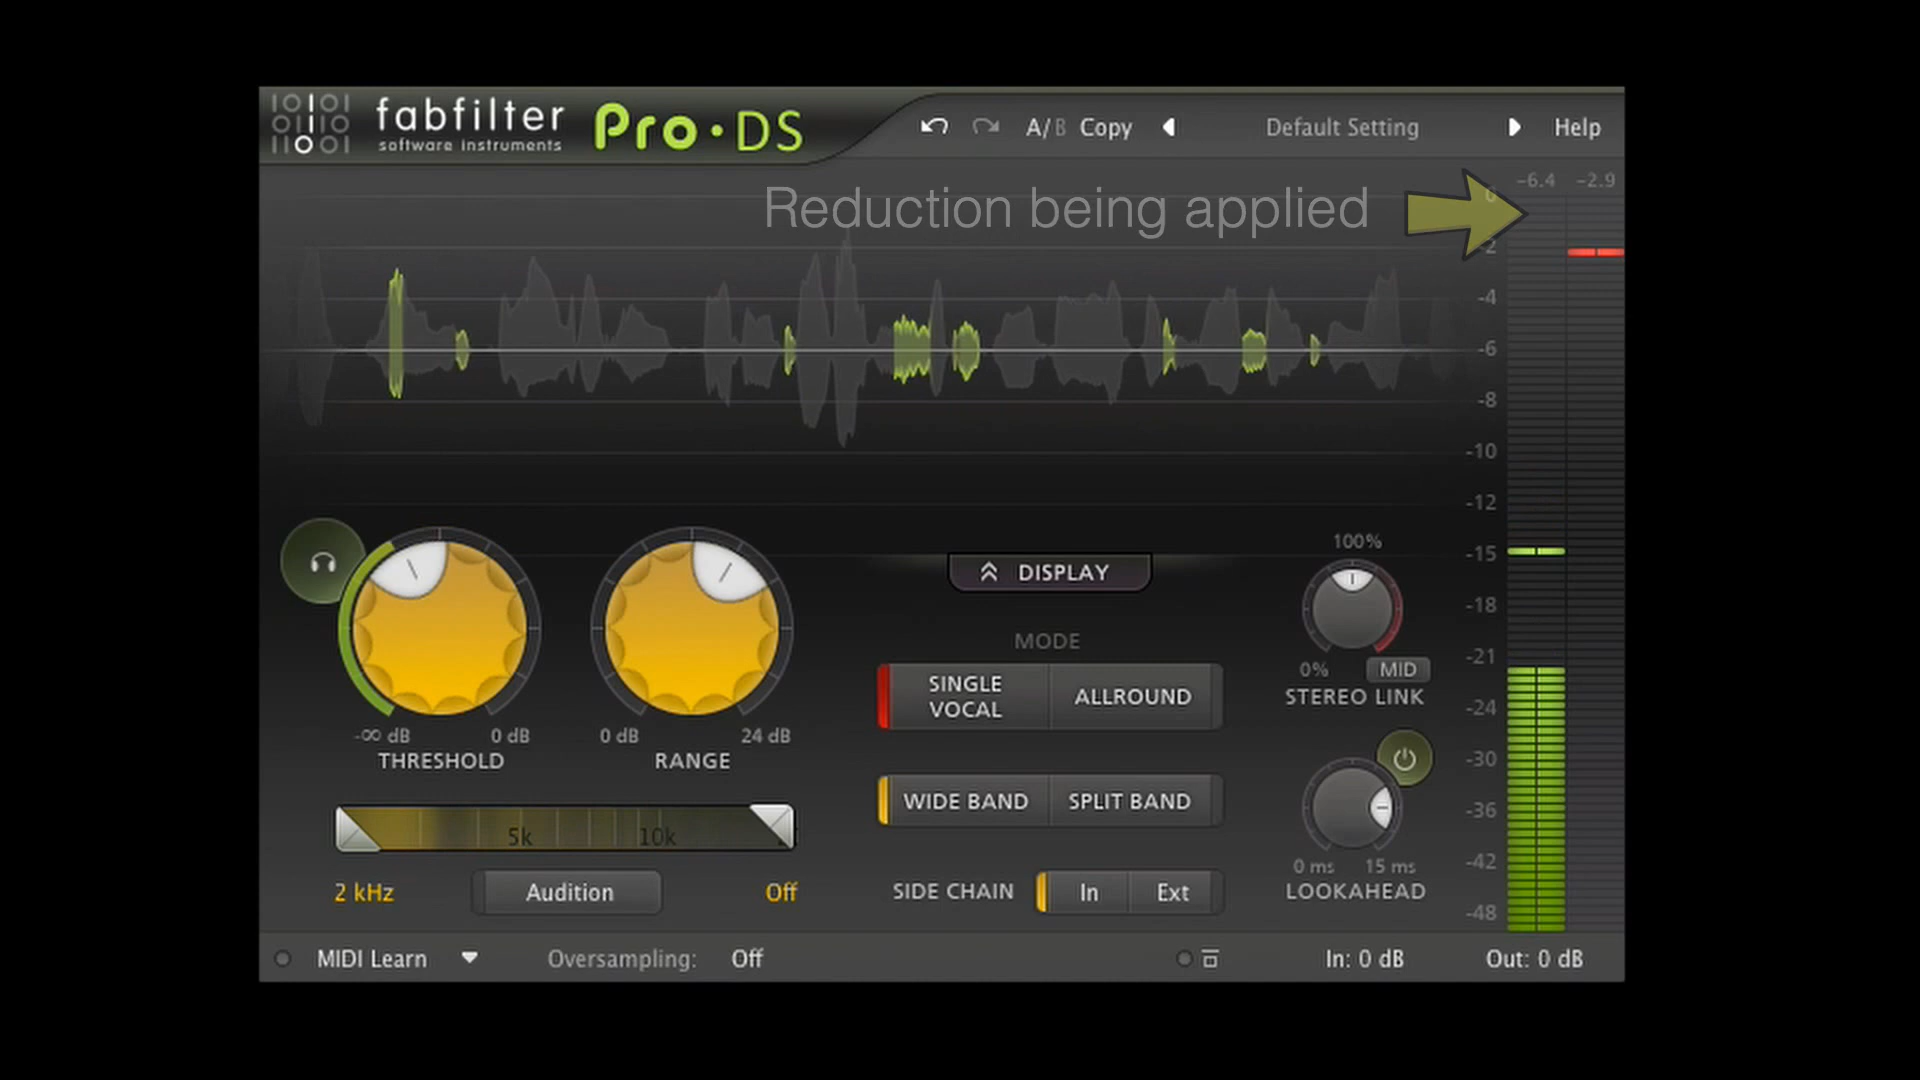 fabfilter
software instruments
Pro·DS
A/B Copy
Default Setting
Help
-6.4 -2.9
Reduction being applied
0
-2
-4
-6
-8
-10
-12
-15
-18
-21
-24
-30
-36
-42
-48
-∞ dB 0 dB
THRESHOLD
0 dB 24 dB
RANGE
5k 10k
2 kHz
Audition
Off
DISPLAY
MODE
SINGLE
VOCAL
ALLROUND
WIDE BAND
SPLIT BAND
SIDE CHAIN
In
Ext
100%
0%
MID
STEREO LINK
0 ms 15 ms
LOOKAHEAD
MIDI Learn
Oversampling: Off
In: 0 dB
Out: 0 dB